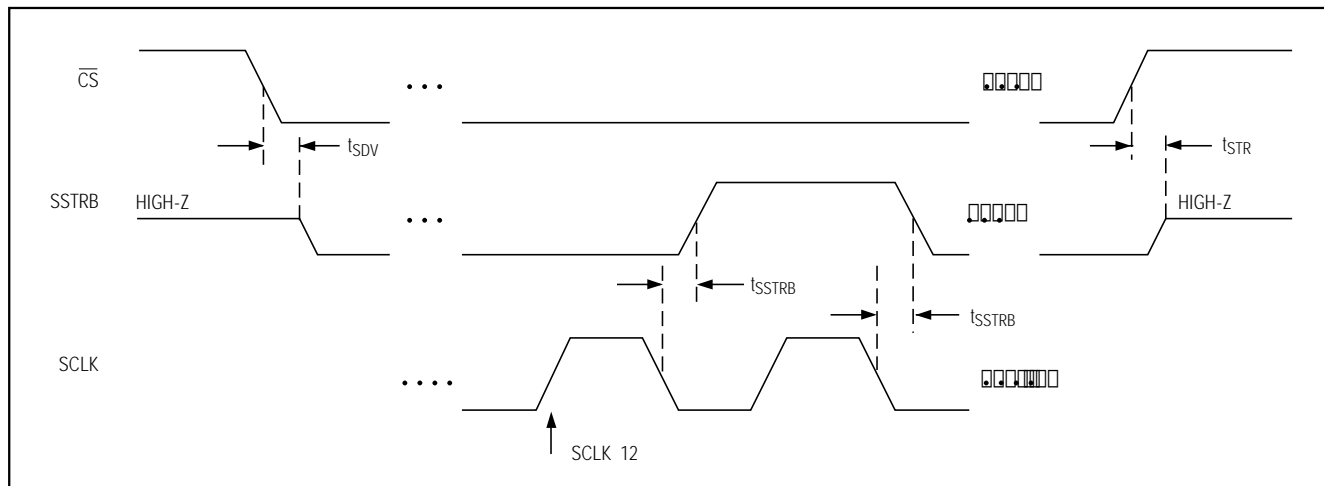 CS
tSDV
tSTR
SSTRB
HIGH-Z
HIGH-Z
tSSTRB
tSSTRB
SCLK
SCLK 12